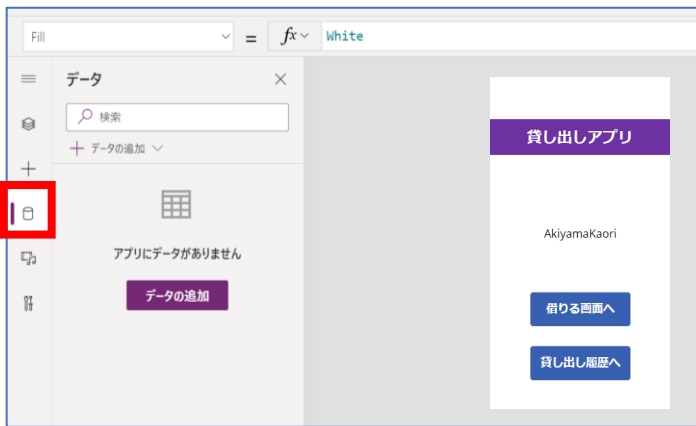 Fill
= fx White
データ
検索
データの追加
アプリにデータがありません
データの追加
貸し出しアプリ
AkiyamaKaori
借りる画面へ
貸し出し履歴へ